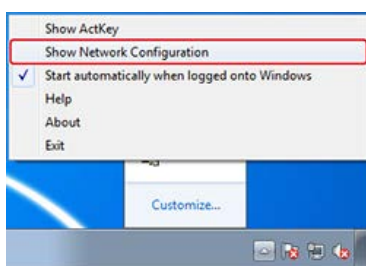 Show ActKey
Show Network Configuration
Start automatically when logged onto Windows
Help
About
Exit
Customize...